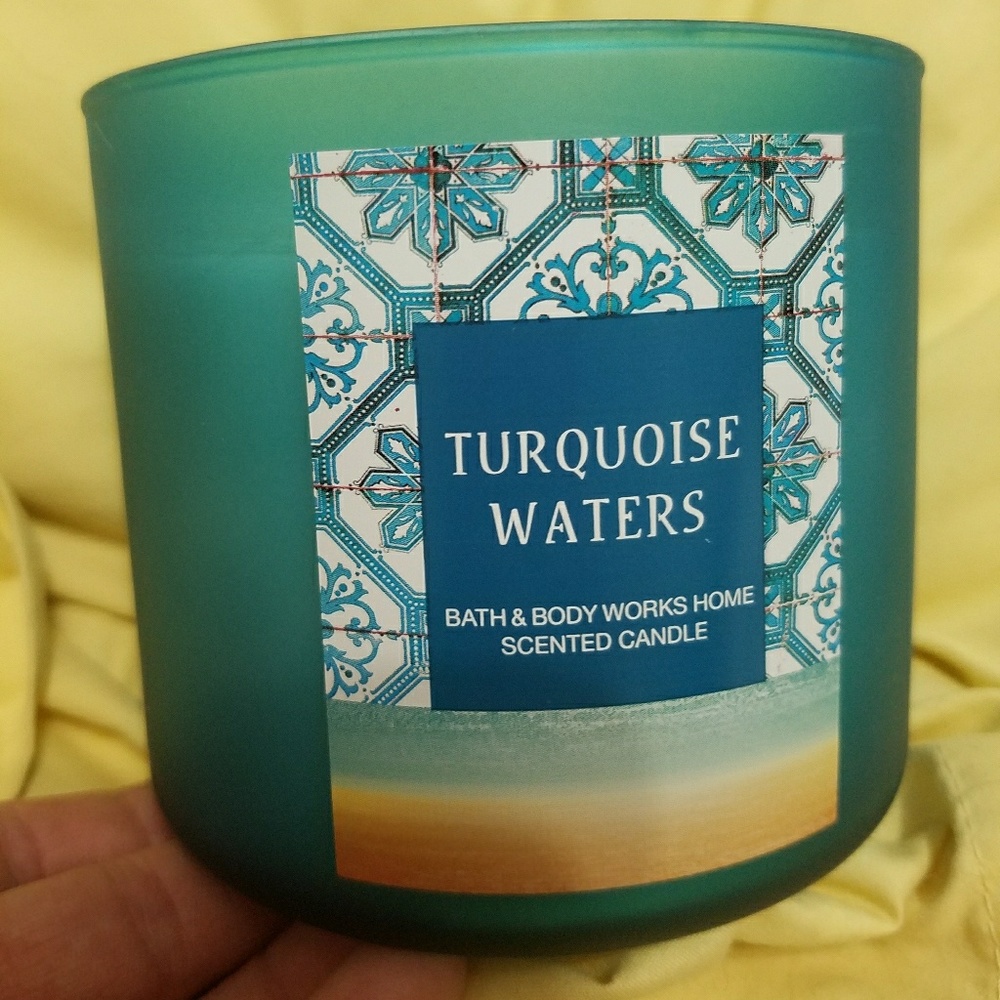 TURQUOISE
WATERS
BATH & BODY WORKS HOME
SCENTED CANDLE